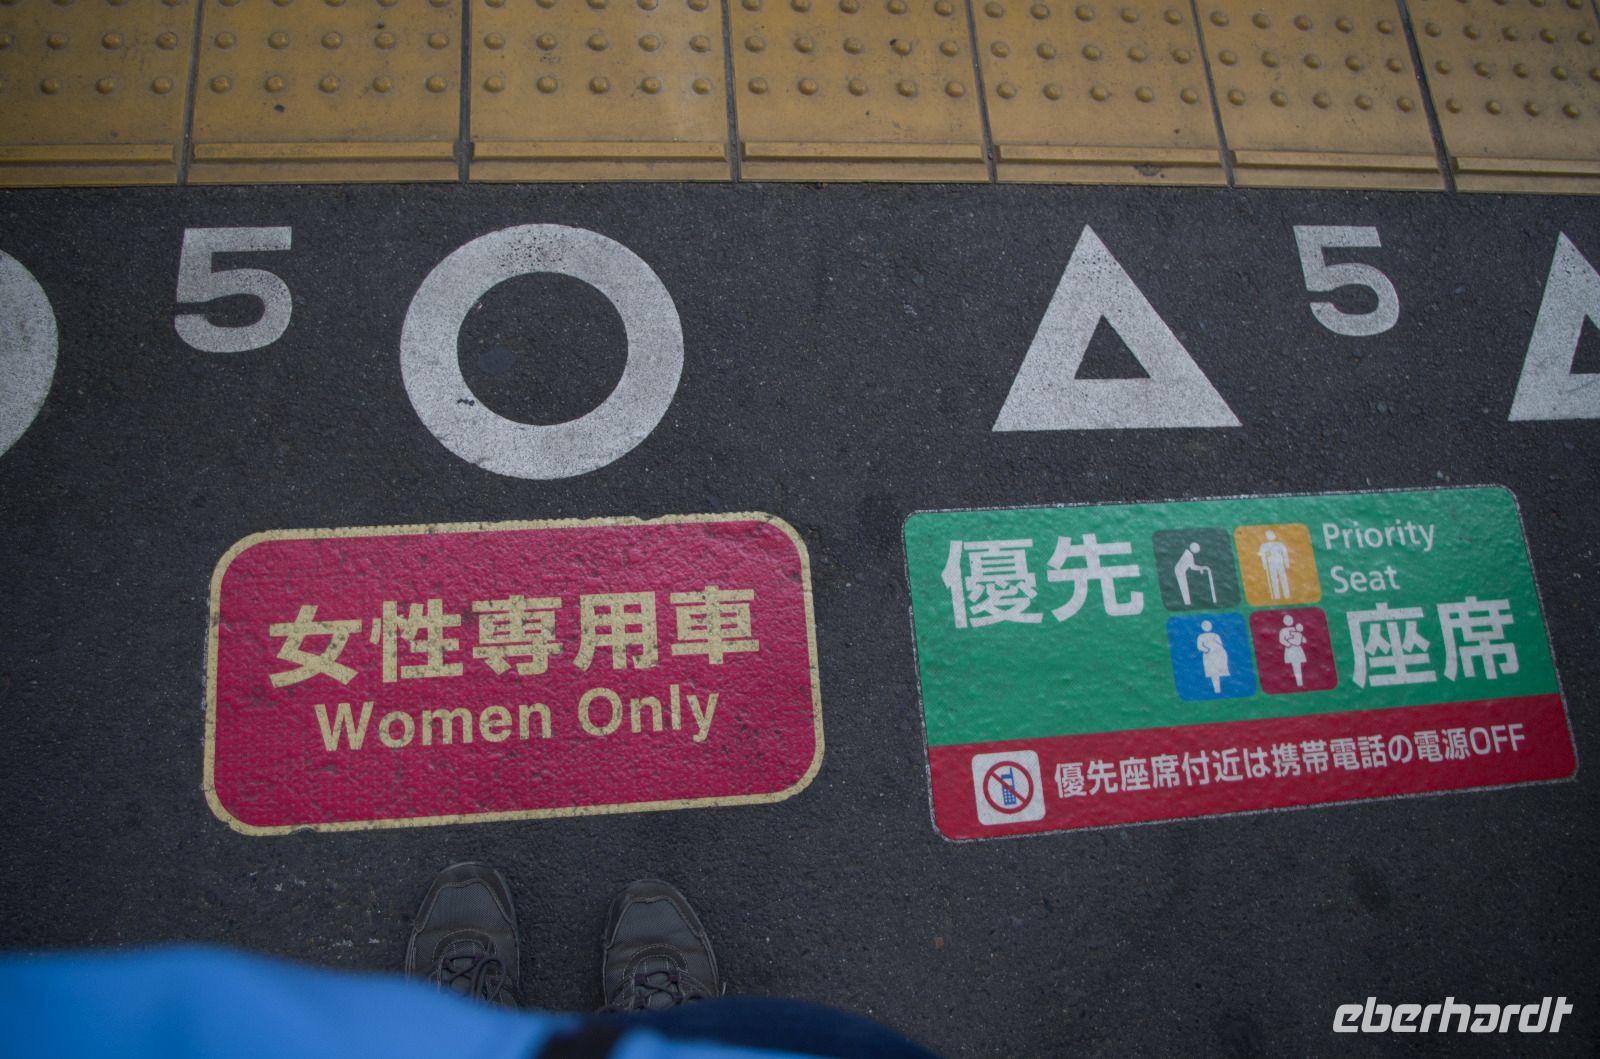 5
5
女性専用車
Women Only
優先
Priority
Seat
座席
優先座席付近は携帯電話の電源OFF
eberhardt